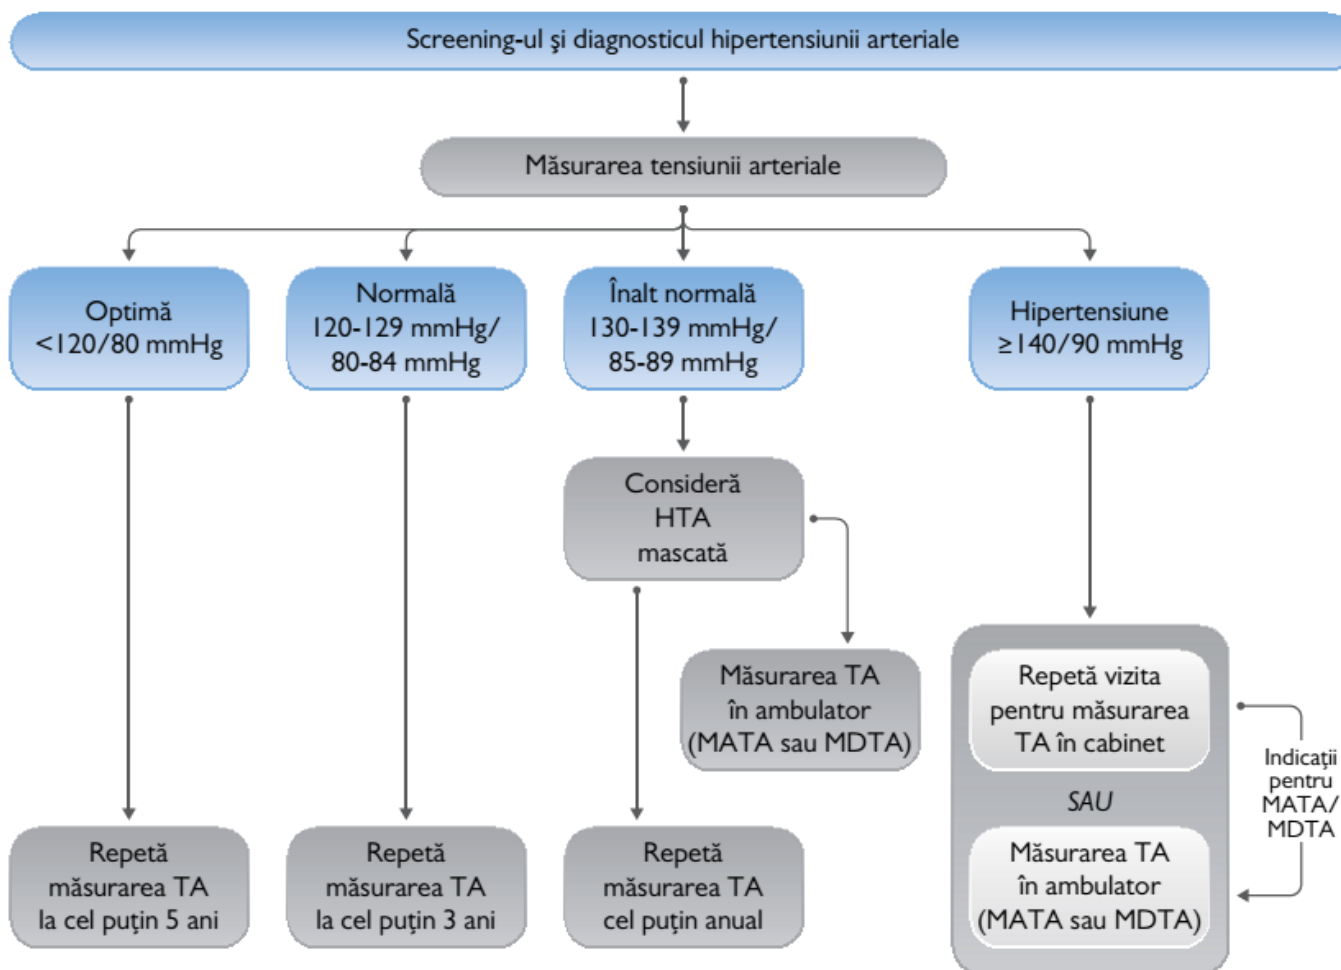 Screening-ul şi diagnosticul hipertensiunii arteriale
Măsurarea tensiunii arteriale
Optimă
<120/80 mmHg
Normală
120-129 mmHg/
80-84 mmHg
Înalt normală
130-139 mmHg/
85-89 mmHg
Hipertensiune
≥140/90 mmHg
Consideră
HTA
mascată
Măsurarea TA
în ambulator
(MATA sau MDTA)
Repetă vizita
pentru măsurarea
TA în cabinet
SAU
Măsurarea TA
în ambulator
(MATA sau MDTA)
Indicaţii
pentru
MATA/
MDTA
Repetă
măsurarea TA
la cel puţin 5 ani
Repetă
măsurarea TA
la cel puţin 3 ani
Repetă
măsurarea TA
cel puţin anual